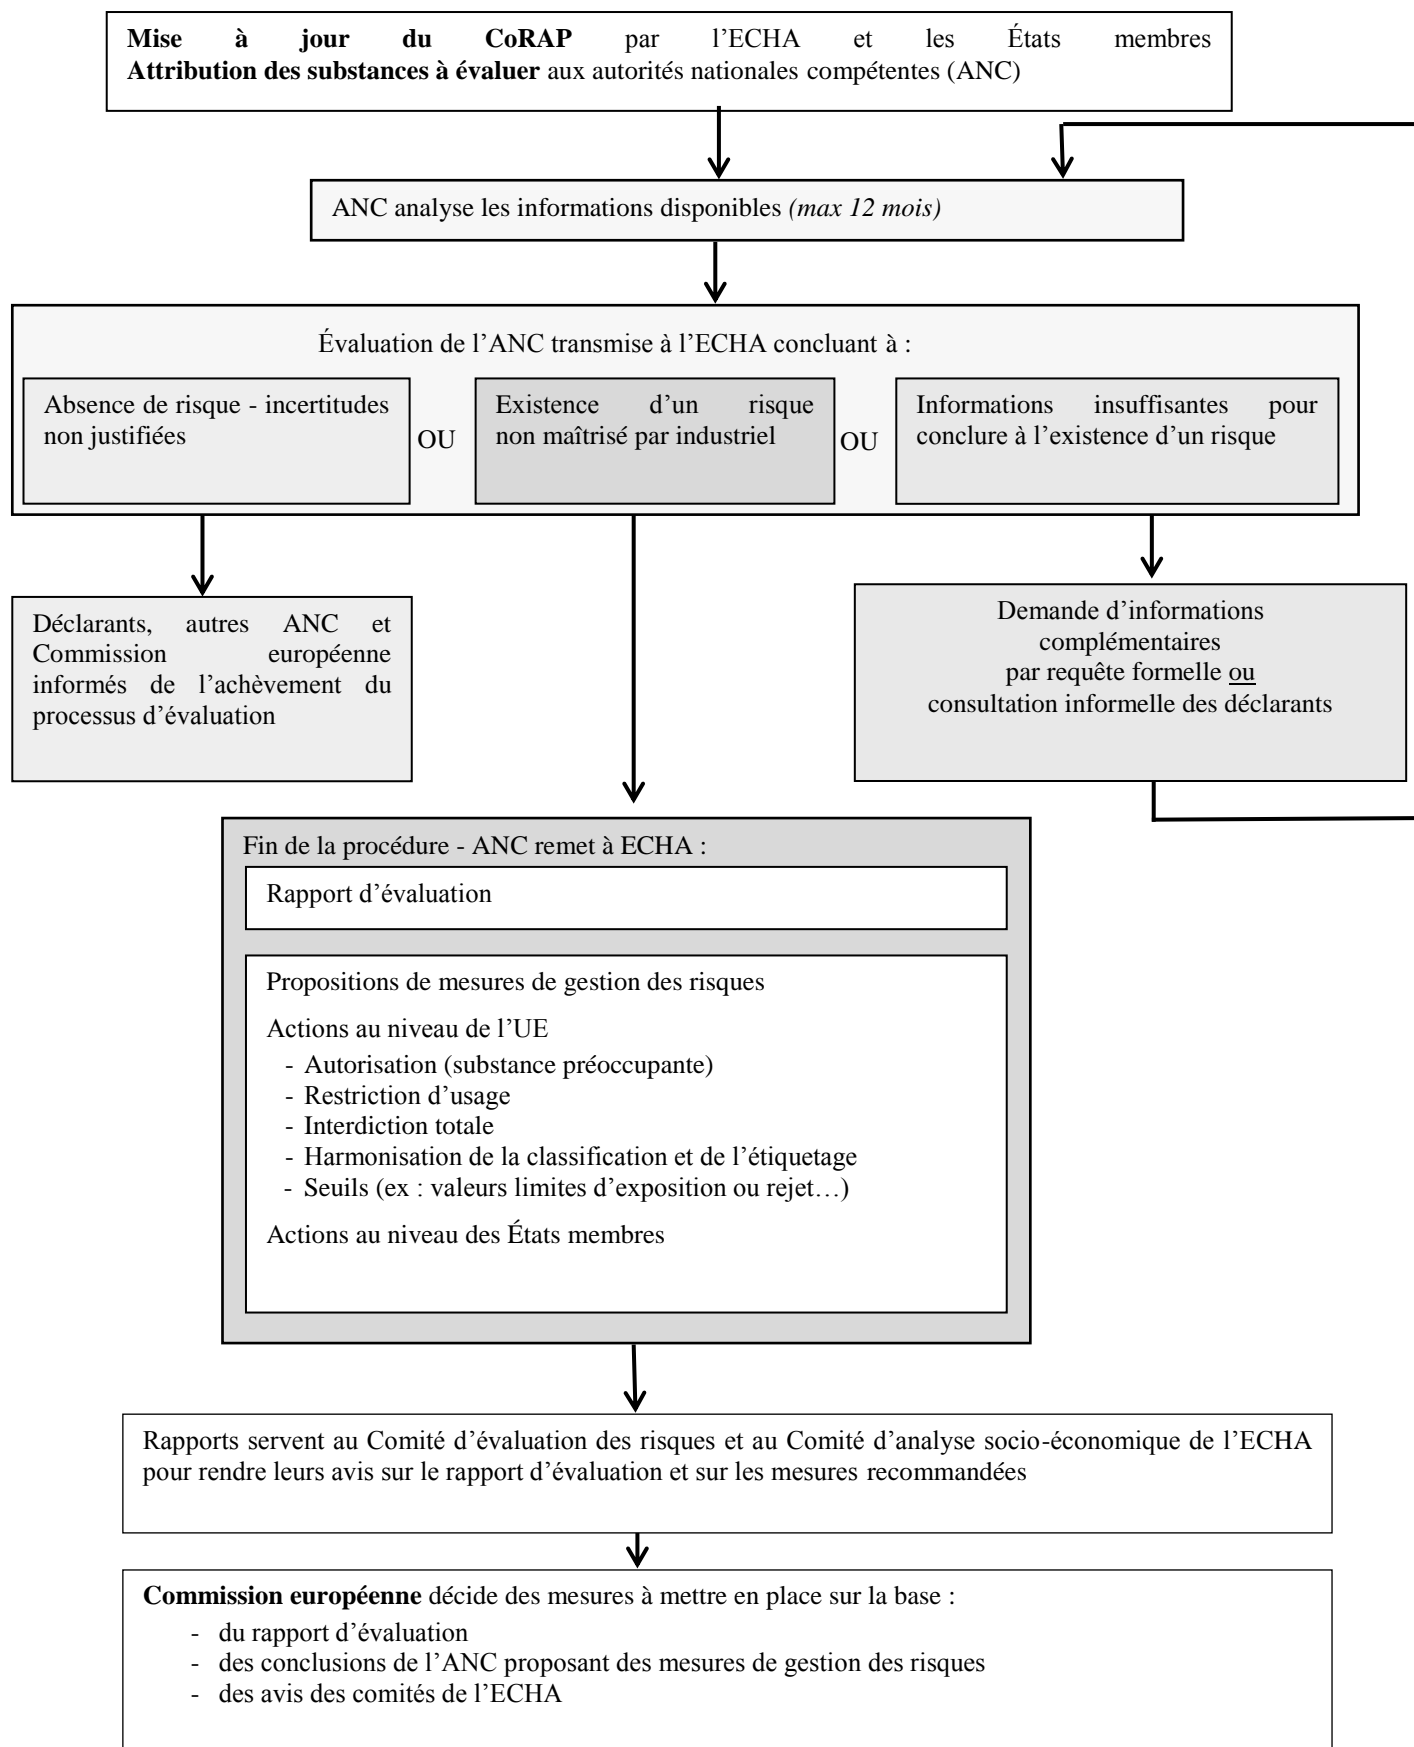 Mise à jour du CoRAP par l’ECHA et les États membres
Attribution des substances à évaluer aux autorités nationales compétentes (ANC)
ANC analyse les informations disponibles (max 12 mois)
Évaluation de l’ANC transmise à l’ECHA concluant à :
Absence de risque - incertitudes
non justifiées
OU
Existence d’un risque
non maîtrisé par industriel
OU
Informations insuffisantes pour
conclure à l’existence d’un risque
Déclarants, autres ANC et
Commission européenne
informés de l’achèvement du
processus d’évaluation
Demande d’informations
complémentaires
par requête formelle ou
consultation informelle des déclarants
Fin de la procédure - ANC remet à ECHA :
Rapport d’évaluation
Propositions de mesures de gestion des risques
Actions au niveau de l’UE
- Autorisation (substance préoccupante)
- Restriction d’usage
- Interdiction totale
- Harmonisation de la classification et de l’étiquetage
- Seuils (ex : valeurs limites d’exposition ou rejet…)
Actions au niveau des États membres
Rapports servent au Comité d’évaluation des risques et au Comité d’analyse socio-économique de l’ECHA
pour rendre leurs avis sur le rapport d’évaluation et sur les mesures recommandées
Commission européenne décide des mesures à mettre en place sur la base :
- du rapport d’évaluation
- des conclusions de l’ANC proposant des mesures de gestion des risques
- des avis des comités de l’ECHA